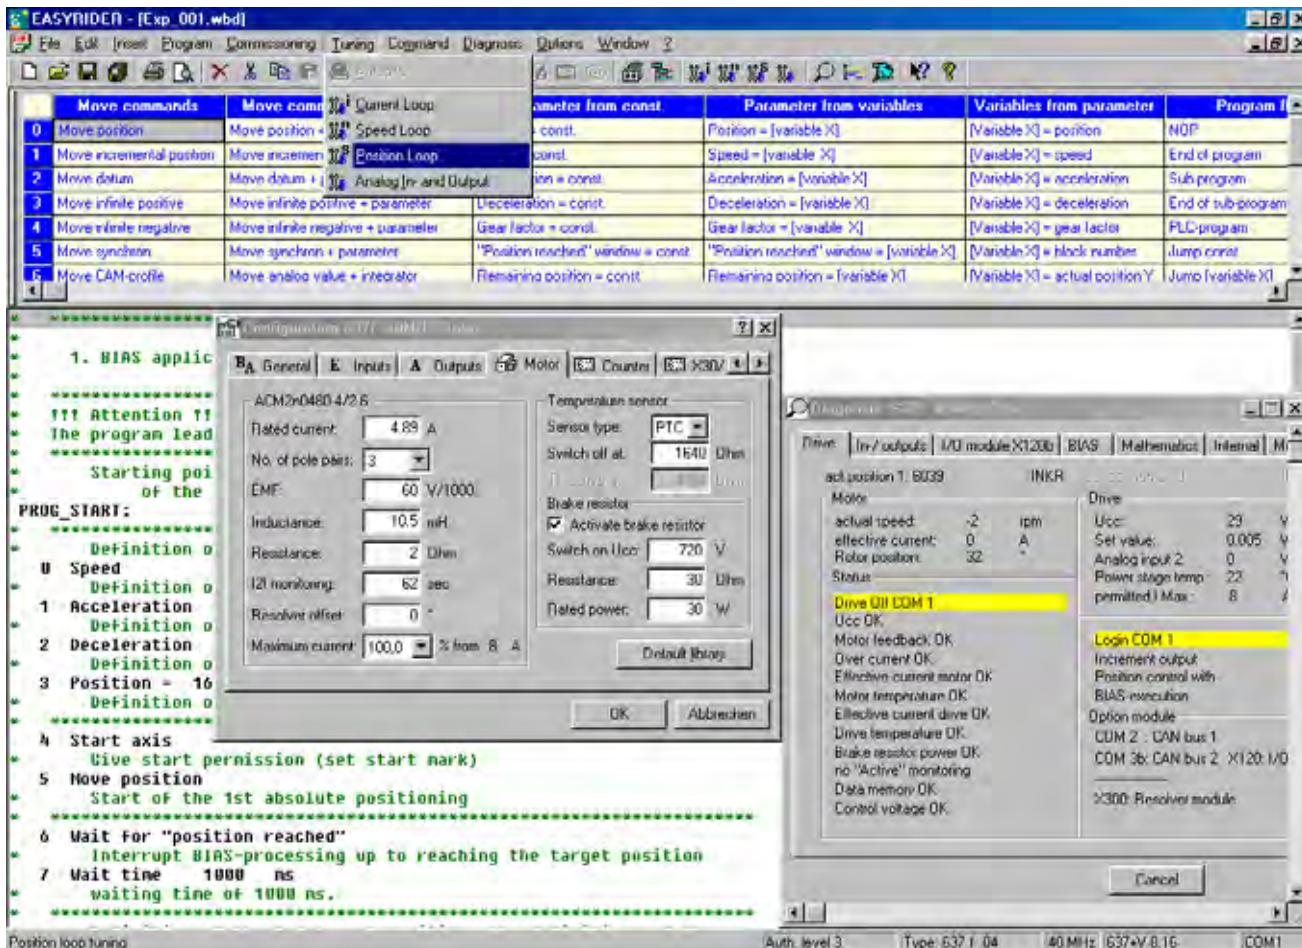 EASYRIDER - [Exp_001.wbd]
File Edit Insert Program Commissioning Tuning Command Diagnosis Options Window ?
Current Loop
Speed Loop
Position Loop
Analog In- and Output
Move commands Move com ameter from const. Parameter from variables Variables from parameter Program f
0 Move position Move position + const. Position = [variable X] [Variable X] = position NOP
1 Move incremental position Move incremen const. Speed = [variable X] [Variable X] = speed End of program
2 Move datum Move datum + p ion = const. Acceleration = [variable X] [Variable X] = acceleration Sub program
3 Move infinite positive Move infinite positive + parameter Deceleration = const. Deceleration = [variable X] [Variable X] = deceleration End of sub-program
4 Move infinite negative Move infinite negative + parameter Gear factor = const. Gear factor = [variable X] [Variable X] = gear factor PLC-program
5 Move synchron Move synchron + parameter "Position reached" window = const. "Position reached" window = [variable X] [Variable X] = block number Jump const
6 Move CAM-profile Move analog value + integrator Remaining position = const. Remaining position = [variable X] [Variable X] = actual position Y Jump [variable X]
1. BIAS applic
!!! Attention !!
The program lead
Starting poi
of the
PROG_START:
Definition o
0 Speed
Definition o
1 Acceleration
Definition o
2 Deceleration
Definition o
3 Position = 16
Definition o
4 Start axis
Give start permission (set start mark)
5 Move position
Start of the 1st absolute positioning
6 Wait for "position reached"
Interrupt BIAS-processing up to reaching the target position
7 Wait time 1000 ms
waiting time of 1000 ms.
General Inputs Outputs Motor Counter X30/
ACM2n0480-4/2-6
Rated current: 4.89 A
No. of pole pairs: 3
EMF: 60 V/1000
Inductance: 10.5 mH
Resistance: 2 Ohm
I2I monitoring: 62 sec
Resolver offset: 0 °
Maximum current: 100,0 % from 8 A
Temperature sensor
Sensor type: PTC
Switch off at: 1640 Ohm
Brake resistor
Activate brake resistor
Switch on Ucc: 720 V
Resistance: 30 Ohm
Rated power: 30 W
Default library
OK Abbrechen
Drive In-/ outputs I/O module X120b BIAS Mathematics Internal M
act.position 1: 6039 INKR
Motor
actual speed: -2 rpm
effective current: 0 A
Rotor position: 32 °
Status
Drive Off COM 1
Ucc OK
Motor feedback OK
Over current OK
Effective current motor OK
Motor temperature OK
Effective current drive OK
Drive temperature OK
Brake resistor power OK
no "Active" monitoring
Data memory OK
Control voltage OK
Drive
Ucc: 29 V
Set value: 0.005 V
Analog input 2: 0 V
Power stage temp: 22
permitted I Max.: 8 A
Login COM 1
Increment output
Position control with
BIAS-execution
Option module
COM 2 : CAN bus 1
COM 3b: CAN bus 2 X120: I/O
X300: Resolver module
Cancel
Position loop tuning Auth. level 3 Type: 637 f 04 40 MHz 637+V 8.16 COM1